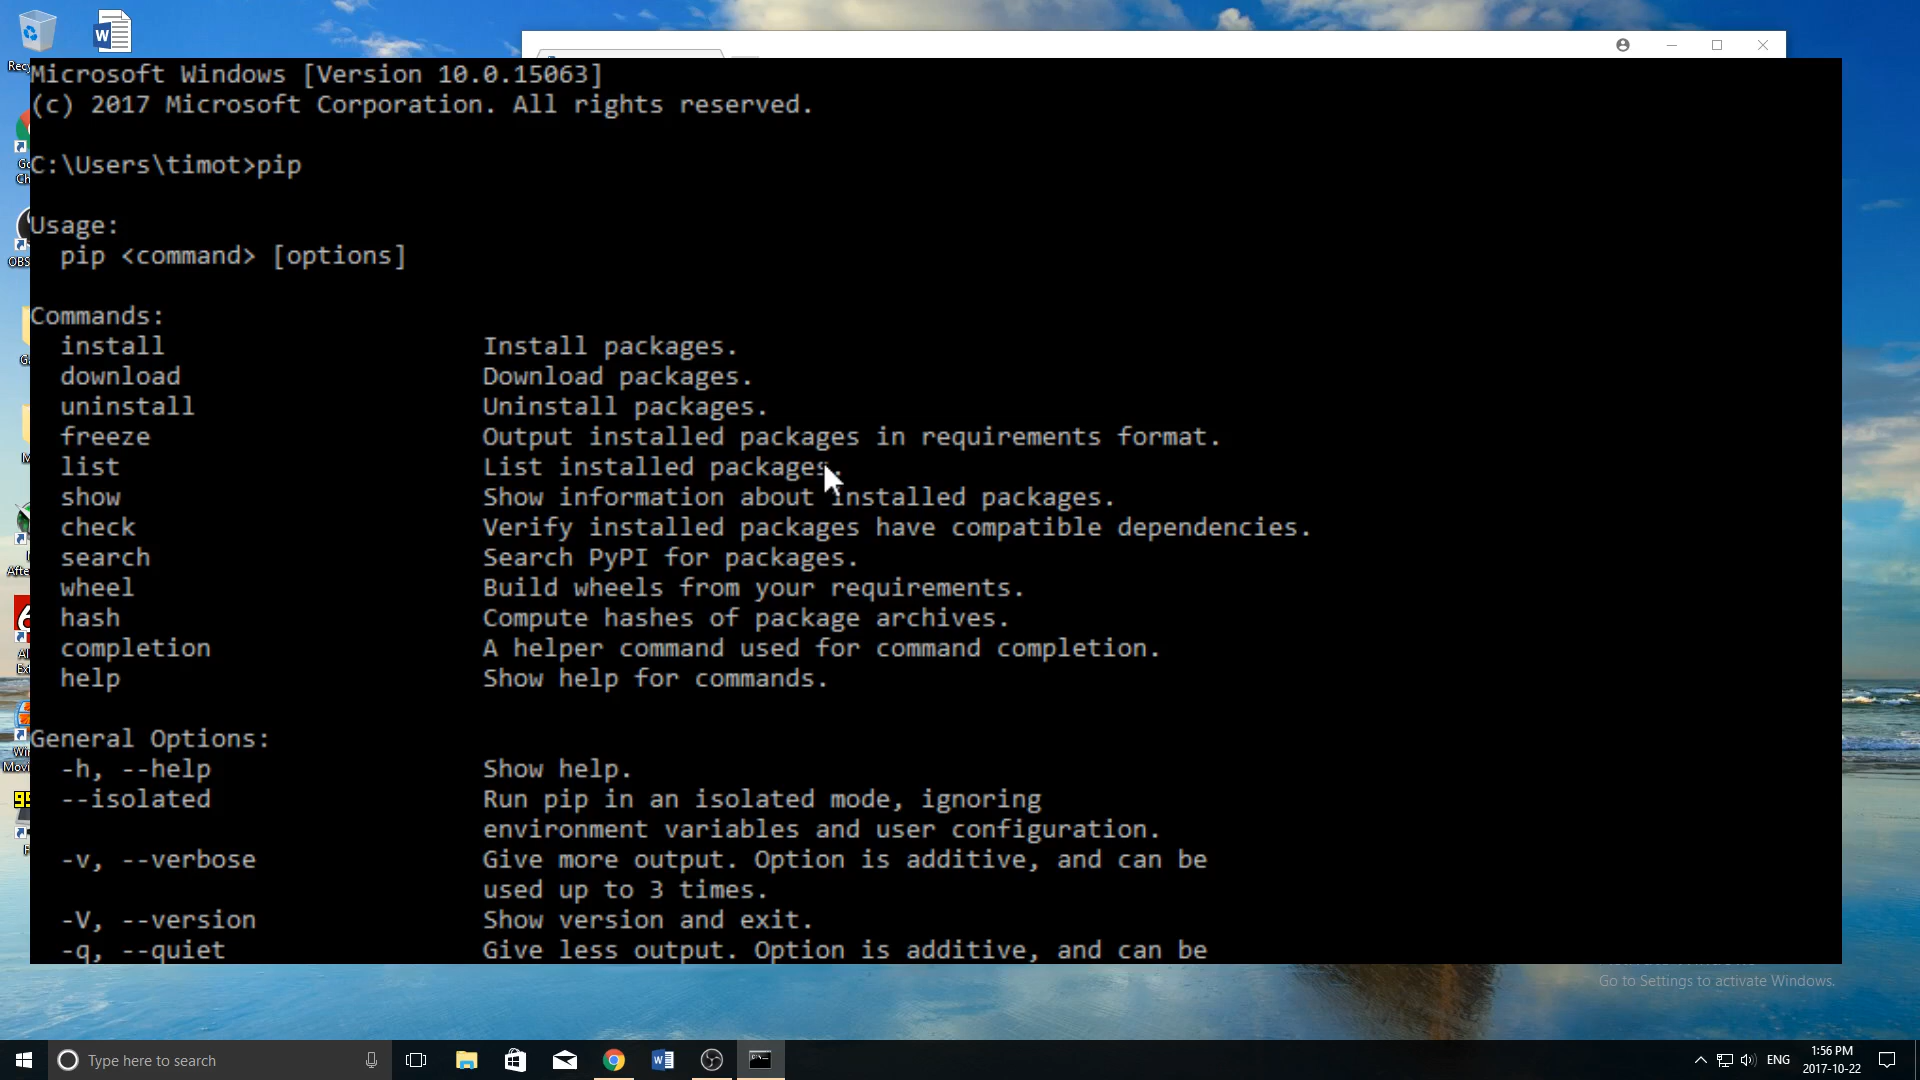 Microsoft Windows [Version 10.0.15063]
(c) 2017 Microsoft Corporation. All rights reserved.
C:\Users\timot>pip
Usage:
pip <command> [options]
Commands:
install Install packages.
download Download packages.
uninstall Uninstall packages.
freeze Output installed packages in requirements format.
list List installed packages.
show Show information about installed packages.
check Verify installed packages have compatible dependencies.
search Search PyPI for packages.
wheel Build wheels from your requirements.
hash Compute hashes of package archives.
completion A helper command used for command completion.
help Show help for commands.
General Options:
-h, --help Show help.
--isolated Run pip in an isolated mode, ignoring
environment variables and user configuration.
-v, --verbose Give more output. Option is additive, and can be
used up to 3 times.
-V, --version Show version and exit.
-q, --quiet Give less output. Option is additive, and can be
Go to Settings to activate Windows.
Type here to search
ENG
1:56 PM
2017-10-22